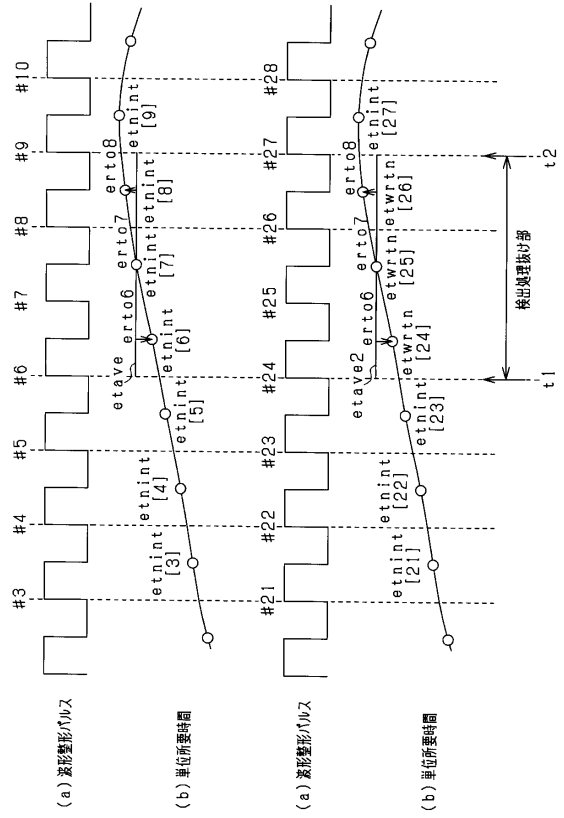 #3 #4 #5 #6 #7 #8 #9 #10
(a) 波形整形パルス
etave erto6 erto7 erto8
etnint
[3]
etnint
[4]
etnint
[5]
etnint
[6]
etnint
[7]
etnint
[8]
etnint
[9]
(b) 単位所要時間
#21 #22 #23 #24 #25 #26 #27 #28
(a) 波形整形パルス
etave2 erto6 erto7 erto8
etnint
[21]
etnint
[22]
etnint
[23]
etwrtn
[24]
etwrtn
[25]
etwrtn
[26]
etnint
[27]
(b) 単位所要時間
検出処理抜け部
t1 t2